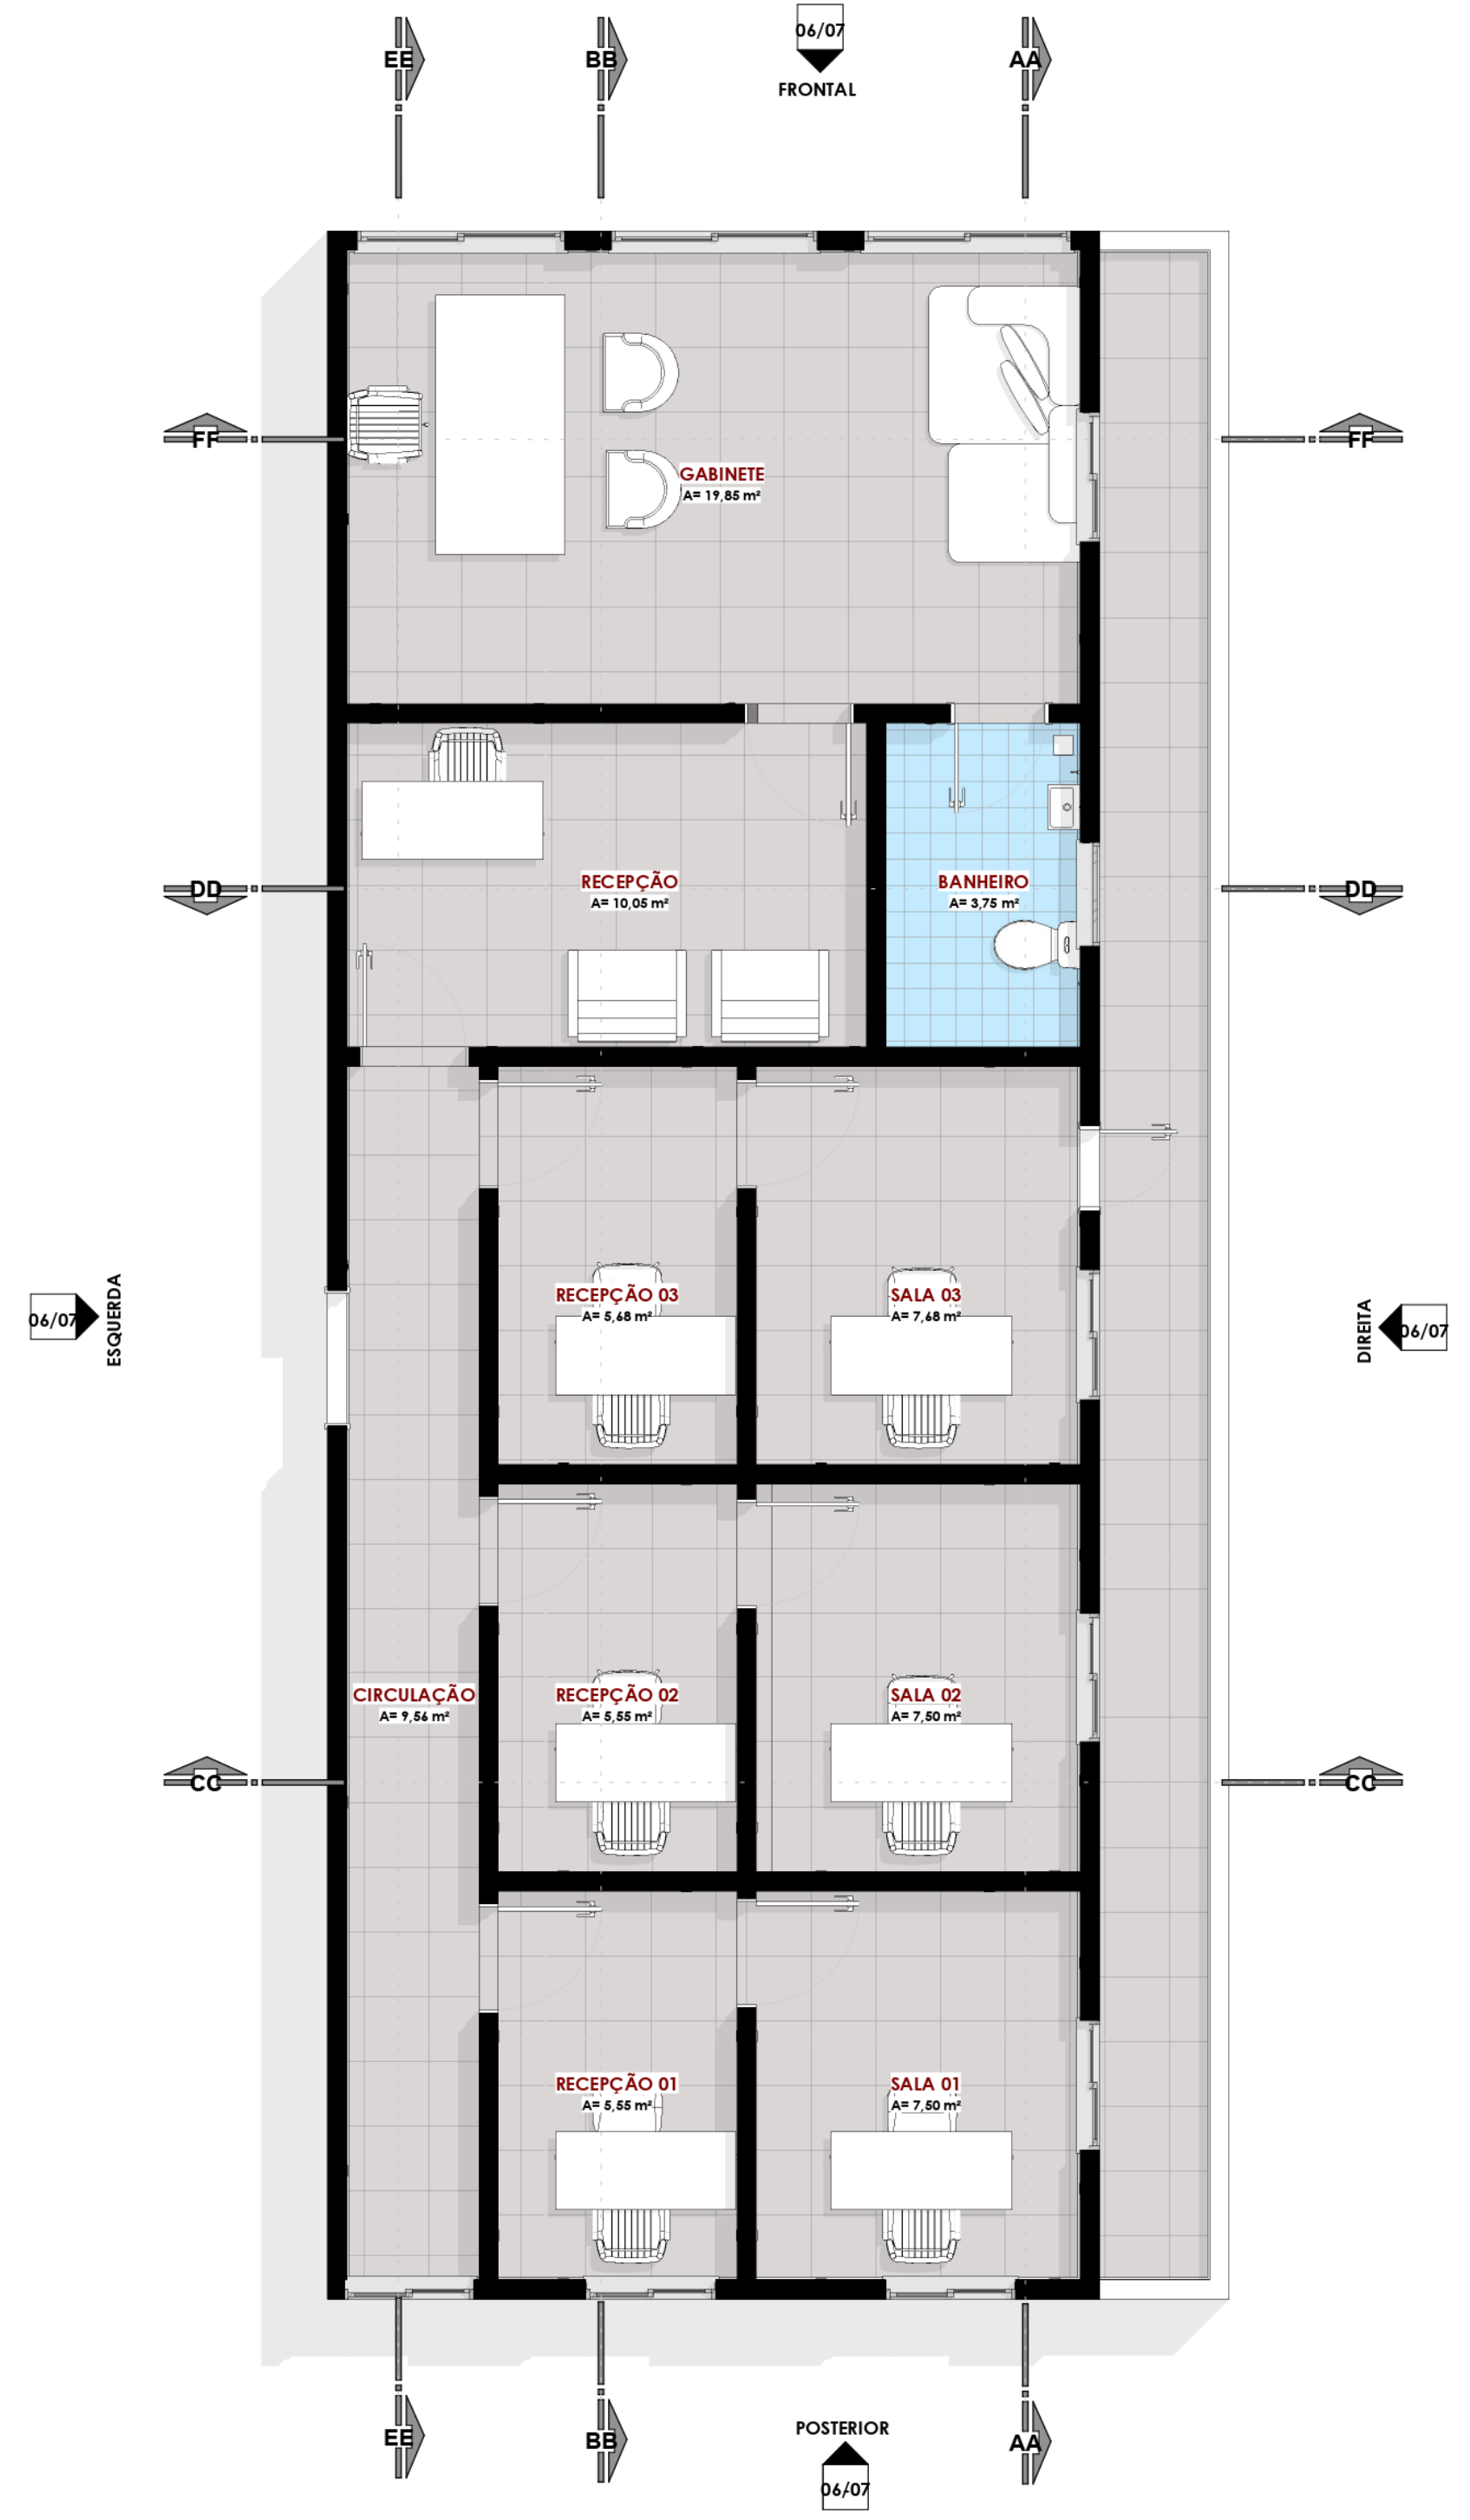 EE
BB
06/07
AA
FRONTAL
FF
FF
GABINETE
A= 19,85 m²
DD
RECEPÇÃO
A= 10,05 m²
BANHEIRO
A= 3,75 m²
DD
06/07
ESQUERDA
RECEPÇÃO 03
A= 5,68 m²
SALA 03
A= 7,68 m²
DIREITA
06/07
CIRCULAÇÃO
A= 9,56 m²
RECEPÇÃO 02
A= 5,55 m²
SALA 02
A= 7,50 m²
CC
CC
RECEPÇÃO 01
A= 5,55 m²
SALA 01
A= 7,50 m²
EE
BB
POSTERIOR
AA
06/07